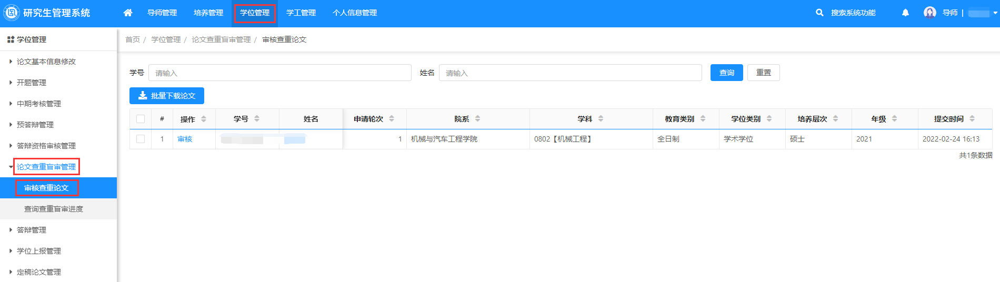 研究生管理系统 导师管理 培养管理 学位管理 学工管理 个人信息管理 搜索系统功能 导师 |
学位管理
首页 / 学位管理 / 论文查重盲审管理 / 审核查重论文
论文基本信息修改
开题管理
中期考核管理
预答辩管理
答辩资格审核管理
论文查重盲审管理
审核查重论文
查询查重盲审进度
答辩管理
学位上报管理
定稿论文管理
学号 请输入 姓名 请输入 查询 重置
批量下载论文
# 操作 学号 姓名 申请轮次 院系 学科 教育类别 学位类别 培养层次 年级 提交时间
1 审核 1 机械与汽车工程学院 0802【机械工程】 全日制 学术学位 硕士 2021 2022-02-24 16:13
共1条数据